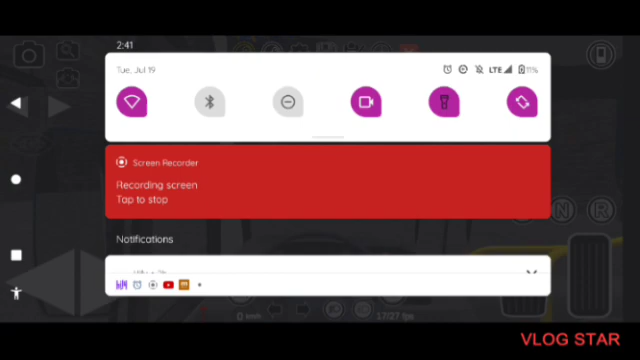 2:41
Tue, Jul 19
LTE
11%
Screen Recorder
Recording screen
Tap to stop
Notifications
N
R
0 km/h
17/27 fps
VLOG STAR